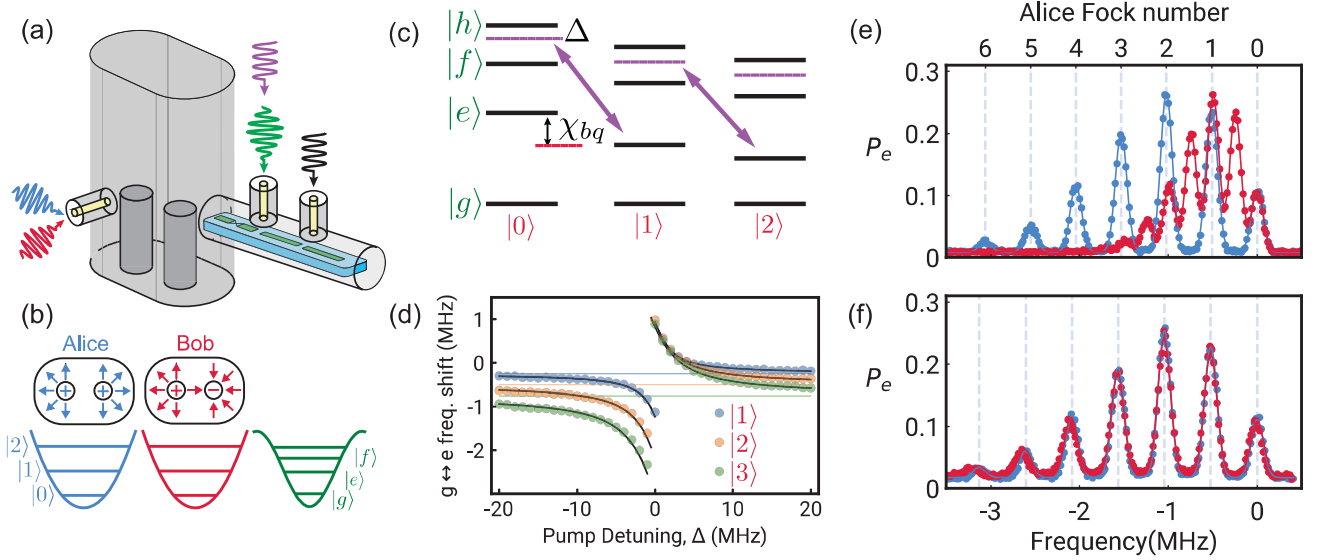 (a)
(b)
Alice
Bob
|2⟩
|1⟩
|0⟩
|f⟩
|e⟩
|g⟩
(c)
|h⟩
Δ
|f⟩
|e⟩
χbq
|g⟩
|0⟩
|1⟩
|2⟩
(d)
g↔e freq. shift (MHz)
1
0
-1
-2
|1⟩
|2⟩
|3⟩
-20
-10
0
10
20
Pump Detuning, Δ (MHz)
(e)
Alice Fock number
6 5 4 3 2 1 0
0.3
0.2
Pe
0.1
0
(f)
0.3
0.2
Pe
0.1
0
-3 -2 -1 0
Frequency(MHz)